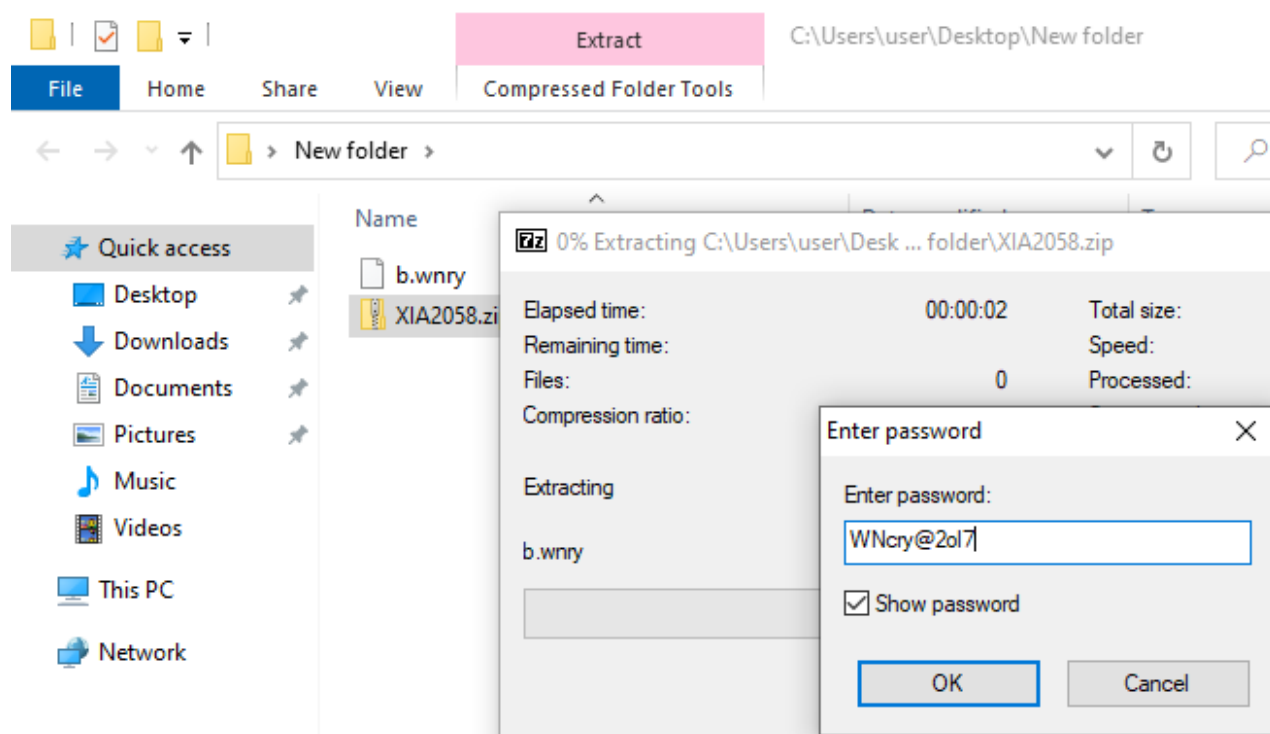 Extract
C:\Users\user\Desktop\New folder
File Home Share View Compressed Folder Tools
New folder
Name
Quick access
Desktop
Downloads
Documents
Pictures
Music
Videos
This PC
Network
b.wnry
XIA2058.zi
0% Extracting C:\Users\user\Desk ... folder\XIA2058.zip
Elapsed time: 00:00:02 Total size:
Remaining time: Speed:
Files: 0 Processed:
Compression ratio:
Extracting
b.wnry
Enter password
Enter password:
WNcry@2ol7
Show password
OK Cancel